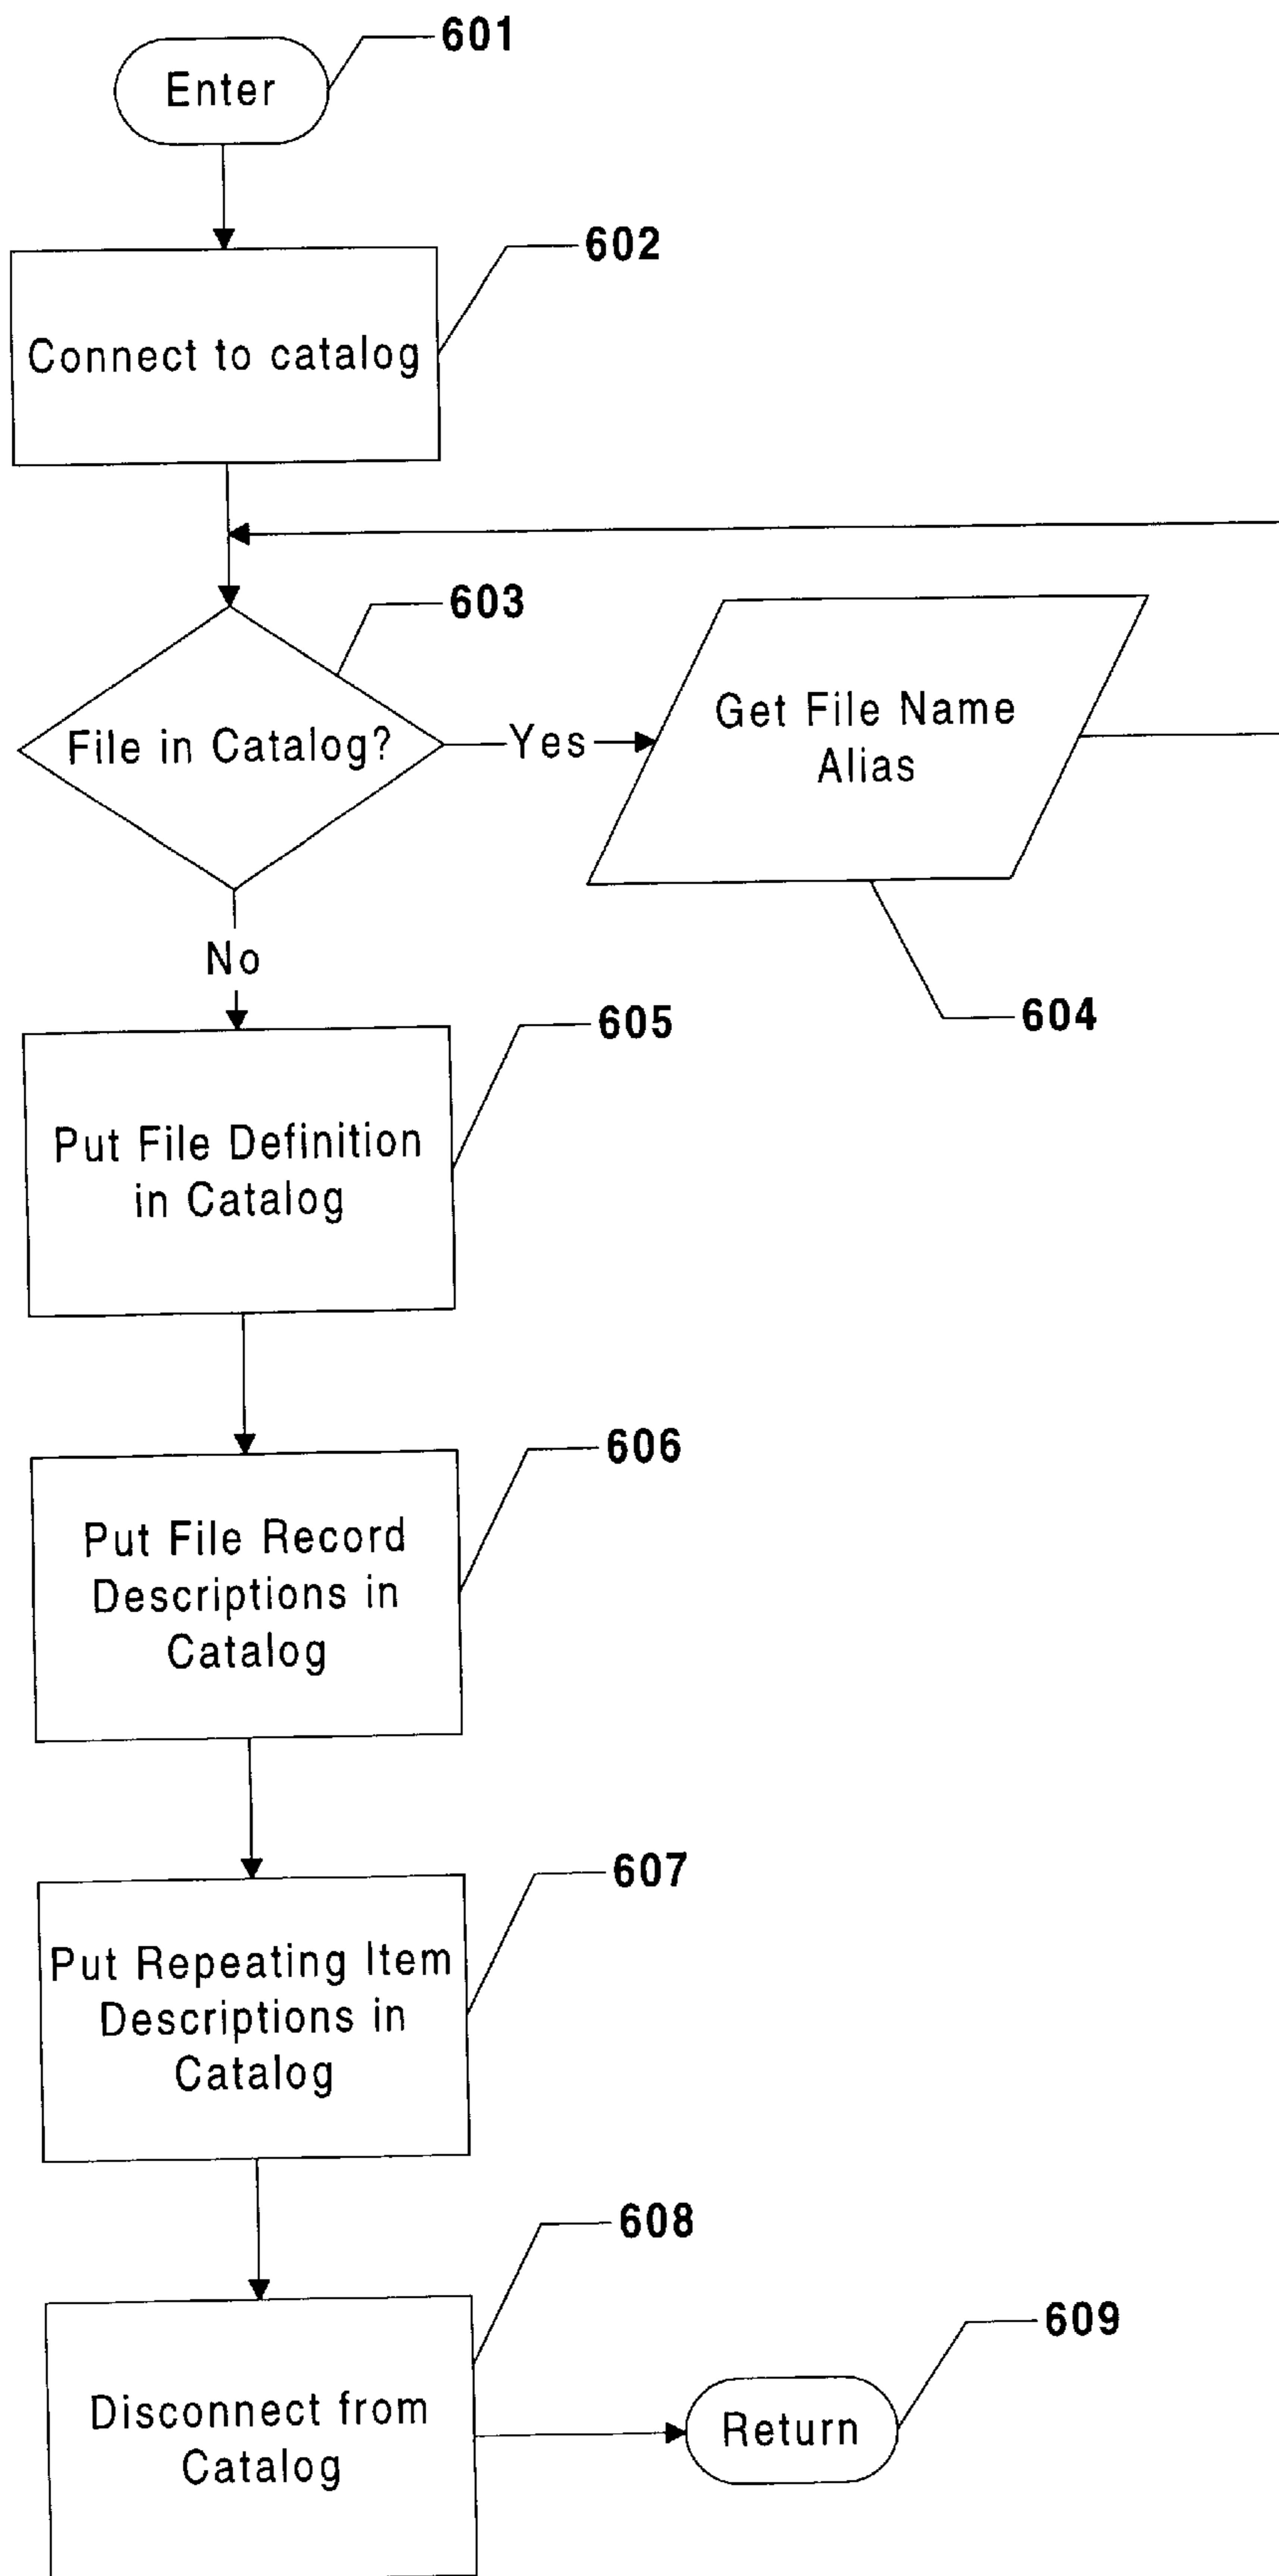 601
Enter
602
Connect to catalog
603
File in Catalog?
Yes
Get File Name
Alias
604
No
605
Put File Definition
in Catalog
606
Put File Record
Descriptions in
Catalog
607
Put Repeating Item
Descriptions in
Catalog
608
Disconnect from
Catalog
609
Return